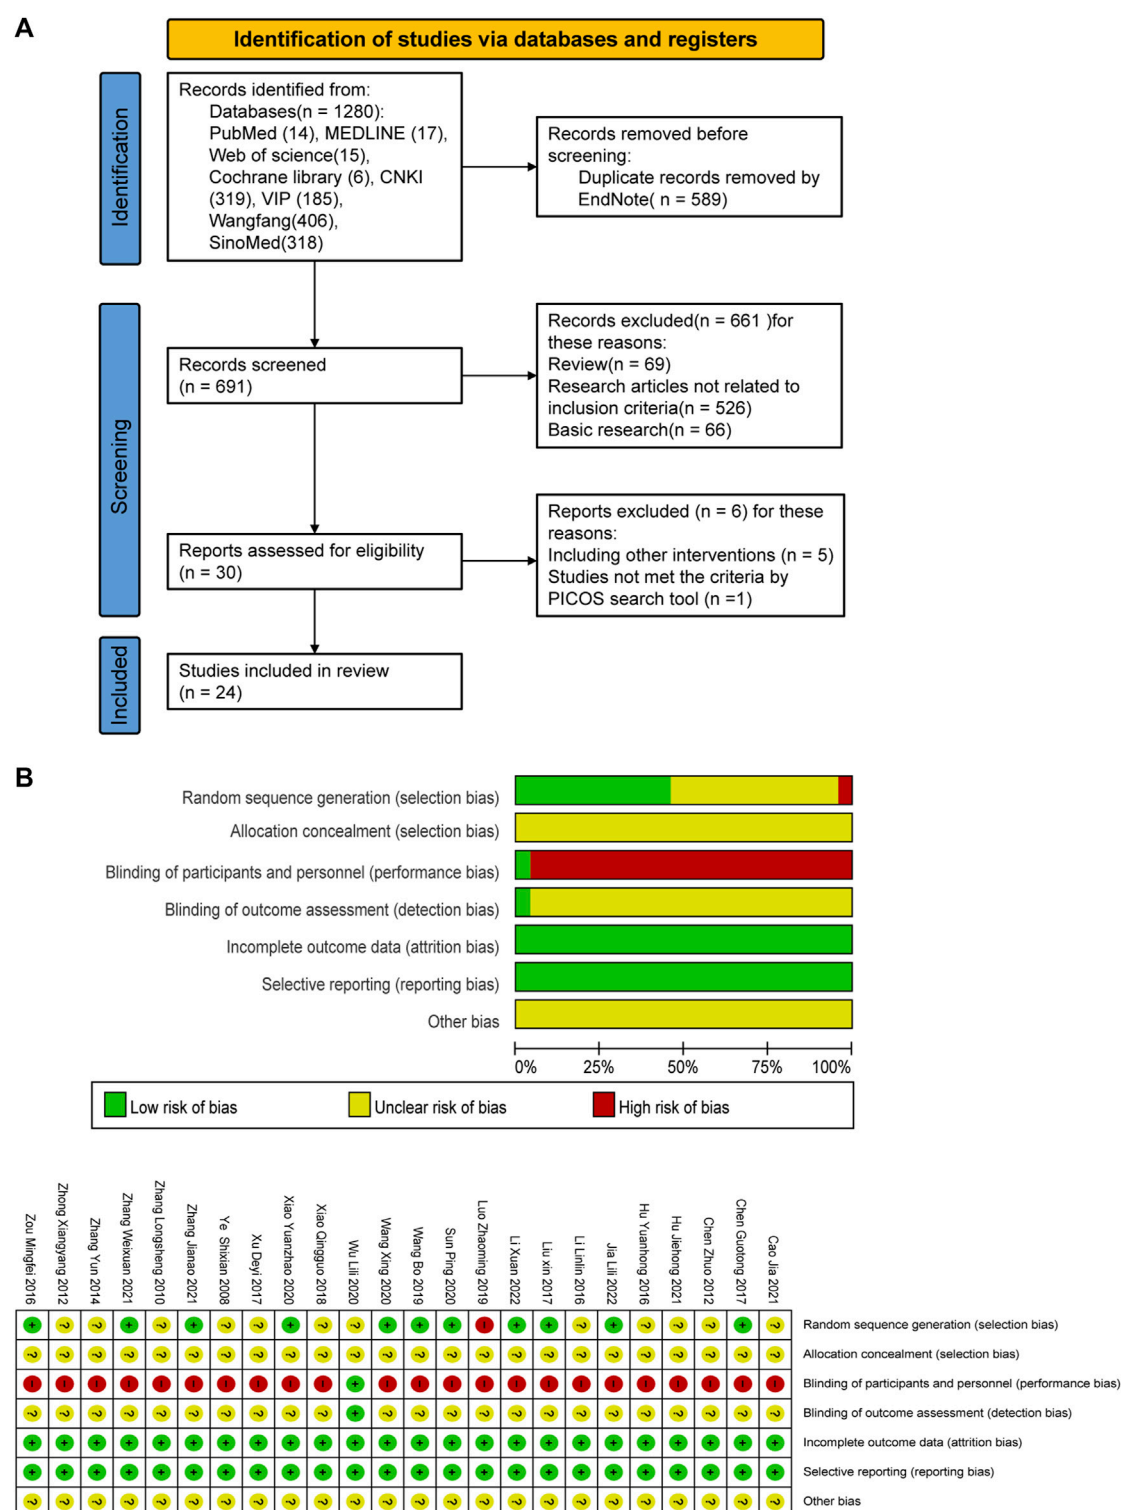 A
Identification of studies via databases and registers
Identification
Records identified from:
Databases(n = 1280):
PubMed (14), MEDLINE (17),
Web of science(15),
Cochrane library (6), CNKI
(319), VIP (185),
Wangfang(406),
SinoMed(318)
Records removed before
screening:
Duplicate records removed by
EndNote( n = 589)
Screening
Records screened
(n = 691)
Records excluded(n = 661 )for
these reasons:
Review(n = 69)
Research articles not related to
inclusion criteria(n = 526)
Basic research(n = 66)
Reports assessed for eligibility
(n = 30)
Reports excluded (n = 6) for these
reasons:
Including other interventions (n = 5)
Studies not met the criteria by
PICOS search tool (n =1)
Included
Studies included in review
(n = 24)
B
Random sequence generation (selection bias)
Allocation concealment (selection bias)
Blinding of participants and personnel (performance bias)
Blinding of outcome assessment (detection bias)
Incomplete outcome data (attrition bias)
Selective reporting (reporting bias)
Other bias
0% 25% 50% 75% 100%
Low risk of bias Unclear risk of bias High risk of bias
Zou Mingfei 2016
Zhong Xiangyang 2012
Zhang Yun 2014
Zhang Weixuan 2021
Zhang Longsheng 2010
Zhang Jianao 2021
Ye Shixian 2008
Xu Deyi 2017
Xiao Yuanzhao 2020
Xiao Qingguo 2018
Wu Lili 2020
Wang Xing 2020
Wang Bo 2019
Sun Ping 2020
Luo Zhaoming 2019
Li Xuan 2022
Liu xin 2017
Li Linlin 2016
Jia Lili 2022
Hu Yuanhong 2016
Hu Jiehong 2021
Chen Zhuo 2012
Chen Guotong 2017
Cao Jia 2021
+ ? ? + ? + ? ? + ? ? + + + – + + ? + ? ? ? + ? Random sequence generation (selection bias)
? ? ? ? ? ? ? ? ? ? ? ? ? ? ? ? ? ? ? ? ? ? ? ? Allocation concealment (selection bias)
– – – – – – – – – – + – – – – – – – – – – – – – Blinding of participants and personnel (performance bias)
? ? ? ? ? ? ? ? ? ? + ? ? ? ? ? ? ? ? ? ? ? ? ? Blinding of outcome assessment (detection bias)
+ + + + + + + + + + + + + + + + + + + + + + + + Incomplete outcome data (attrition bias)
+ + + + + + + + + + + + + + + + + + + + + + + + Selective reporting (reporting bias)
? ? ? ? ? ? ? ? ? ? ? ? ? ? ? ? ? ? ? ? ? ? ? ? Other bias